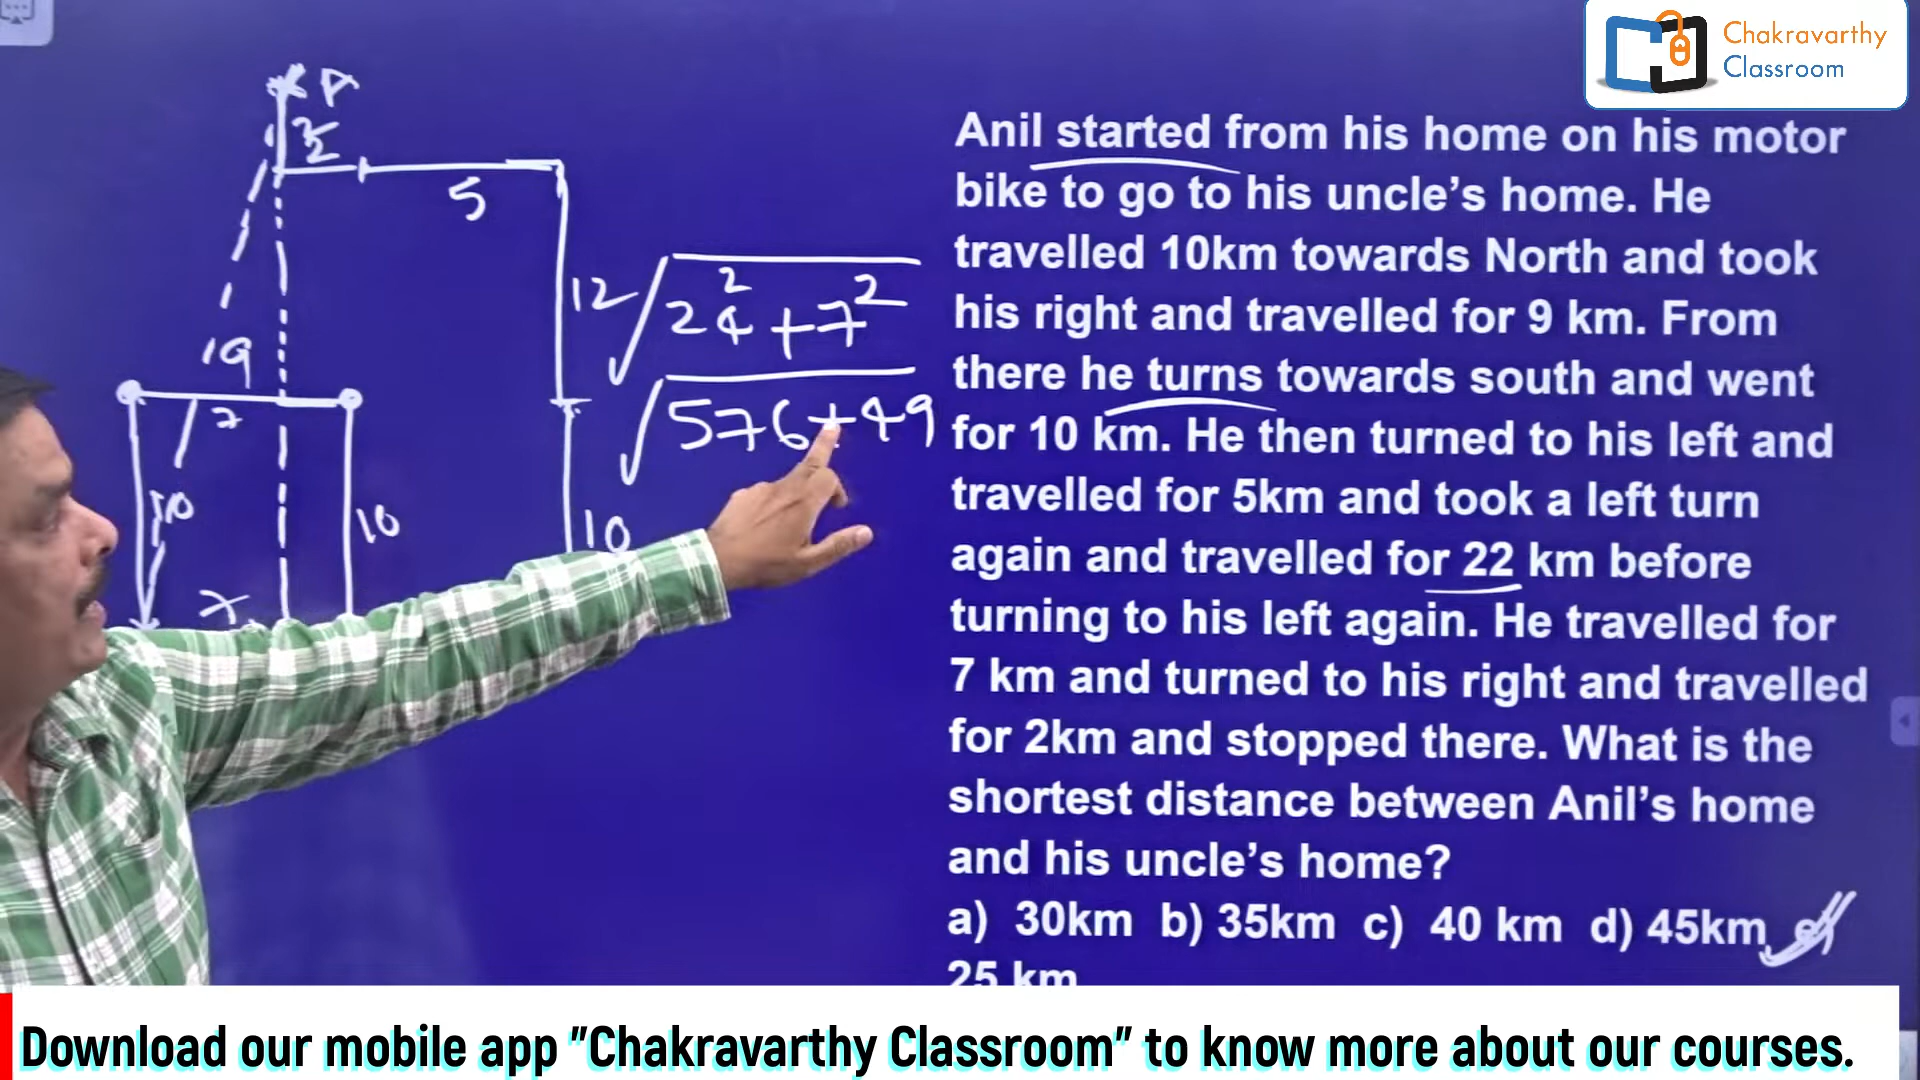 Chakravarthy
Classroom
A
2
5
12
√24² + 7²
√576+49
19
7
10
10
10
7
Anil started from his home on his motor
bike to go to his uncle's home. He
travelled 10km towards North and took
his right and travelled for 9 km. From
there he turns towards south and went
for 10 km. He then turned to his left and
travelled for 5km and took a left turn
again and travelled for 22 km before
turning to his left again. He travelled for
7 km and turned to his right and travelled
for 2km and stopped there. What is the
shortest distance between Anil's home
and his uncle's home?
a) 30km b) 35km c) 40 km d) 45km e)
25 km
Download our mobile app "Chakravarthy Classroom" to know more about our courses.